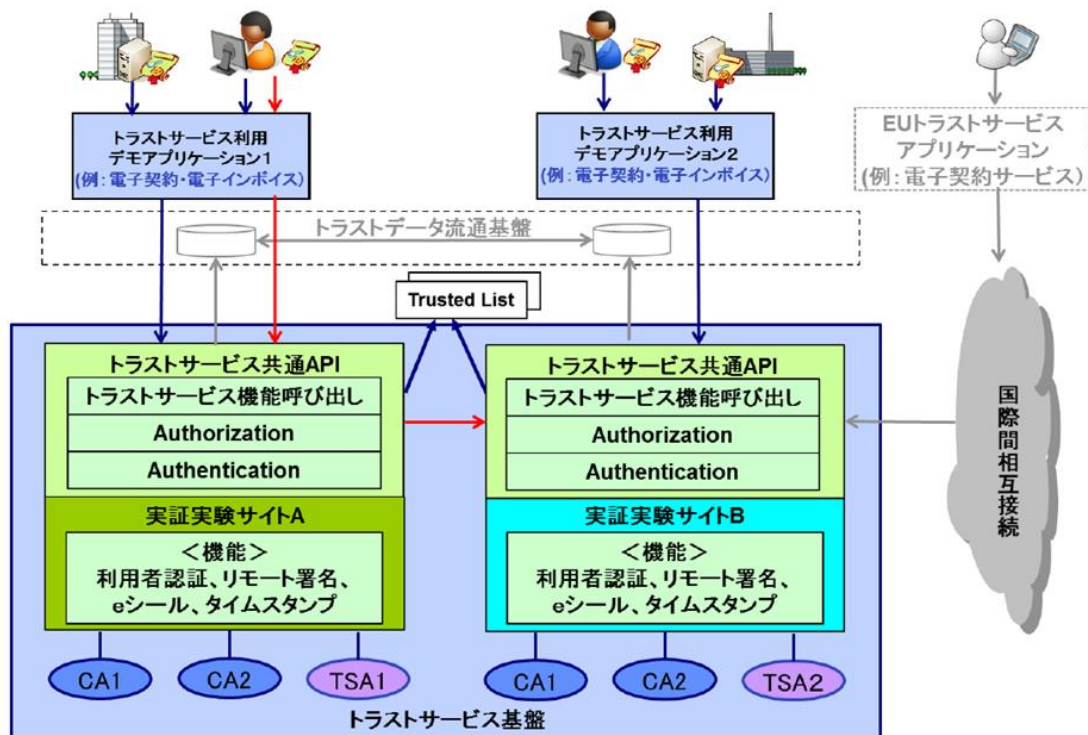 トラストサービス利用
デモアプリケーション1
(例：電子契約・電子インボイス)
トラストサービス利用
デモアプリケーション2
(例：電子契約・電子インボイス)
EUトラストサービス
アプリケーション
(例：電子契約サービス)
トラストデータ流通基盤
Trusted List
トラストサービス共通API
トラストサービス機能呼び出し
Authorization
Authentication
実証実験サイトA
＜機能＞
利用者認証、リモート署名、
eシール、タイムスタンプ
トラストサービス共通API
トラストサービス機能呼び出し
Authorization
Authentication
実証実験サイトB
＜機能＞
利用者認証、リモート署名、
eシール、タイムスタンプ
国際間相互接続
CA1
CA2
TSA1
CA1
CA2
TSA2
トラストサービス基盤